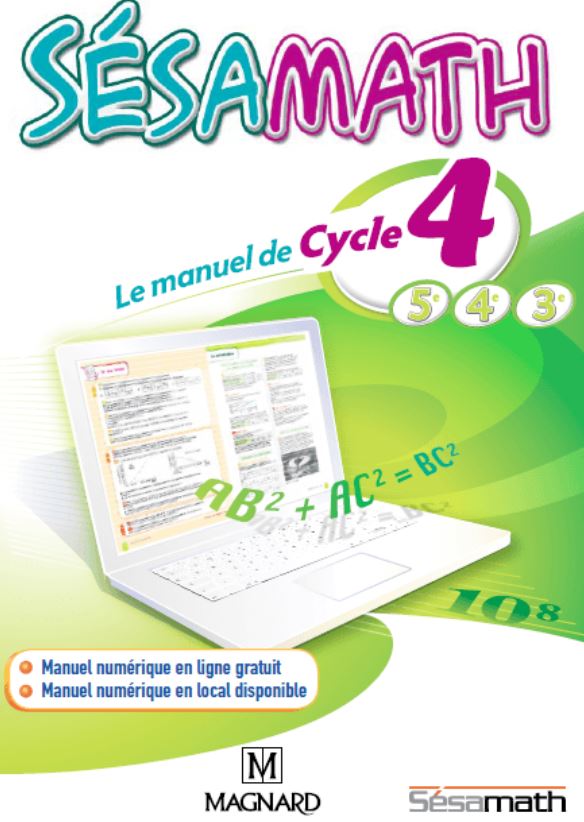 SÉSAMATH
Le manuel de Cycle 4
5e 4e 3e
AB² + AC² = BC²
10⁸
Manuel numérique en ligne gratuit
Manuel numérique en local disponible
M
MAGNARD
Sésamath